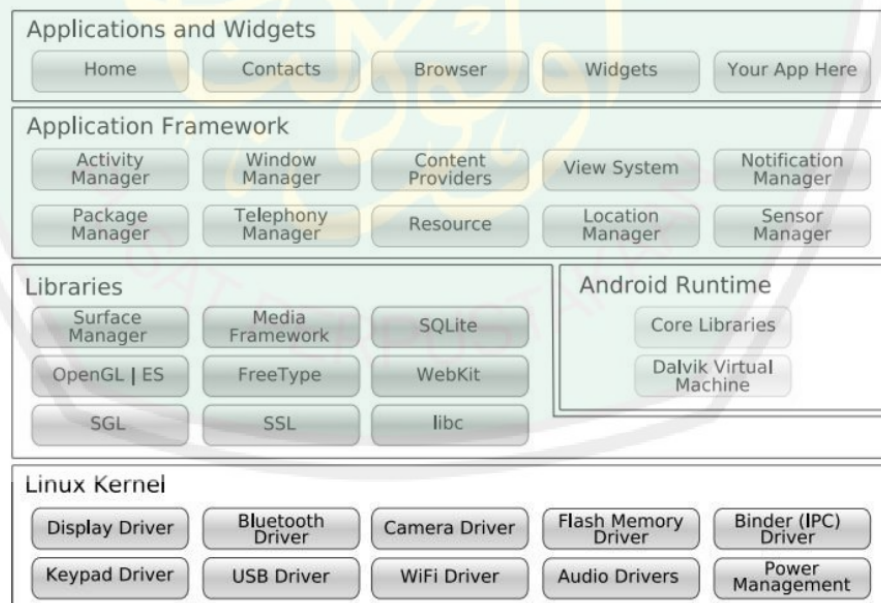 Applications and Widgets
Home
Contacts
Browser
Widgets
Your App Here
Application Framework
Activity
Manager
Window
Manager
Content
Providers
View System
Notification
Manager
Package
Manager
Telephony
Manager
Resource
Location
Manager
Sensor
Manager
Libraries
Surface
Manager
Media
Framework
SQLite
OpenGL | ES
FreeType
WebKit
SGL
SSL
libc
Android Runtime
Core Libraries
Dalvik Virtual
Machine
Linux Kernel
Display Driver
Bluetooth
Driver
Camera Driver
Flash Memory
Driver
Binder (IPC)
Driver
Keypad Driver
USB Driver
WiFi Driver
Audio Drivers
Power
Management